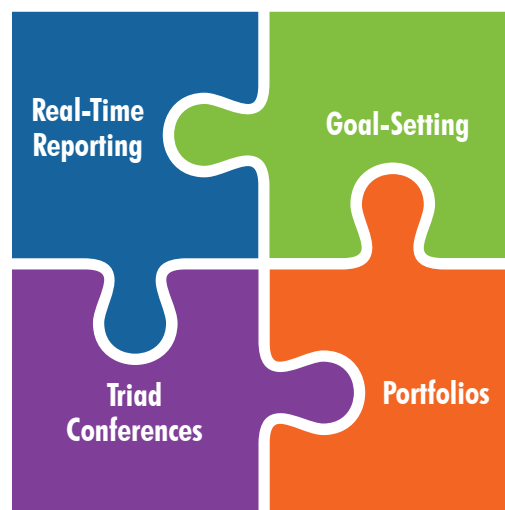 Real-Time
Reporting
Goal-Setting
Triad
Conferences
Portfolios